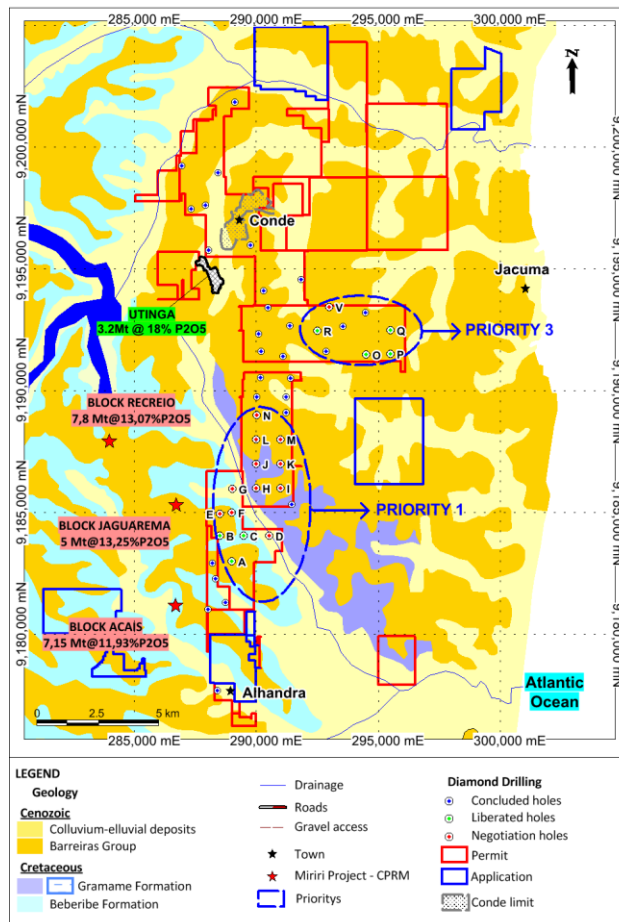 285,000 mE 290,000 mE 295,000 mE 300,000 mE
N
9,200,000 mN
9,200,000 mN
Conde
9,195,000 mN
9,195,000 mN
Jacuma
UTINGA
3.2Mt @ 18% P2O5
V
R
Q
PRIORITY 3
O
P
9,190,000 mN
9,190,000 mN
BLOCK RECREIO
7,8 Mt@13,07%P2O5
N
L
M
J
K
G
H
I
9,185,000 mN
9,185,000 mN
E
F
PRIORITY 1
BLOCK JAGUAREMA
5 Mt@13,25%P2O5
B
C
D
A
9,180,000 mN
9,180,000 mN
BLOCK ACAIS
7,15 Mt@11,93%P2O5
Alhandra
Atlantic
Ocean
0 2.5 5 km
285,000 mE 290,000 mE 295,000 mE 300,000 mE
LEGEND
Geology
Cenozoic
Colluvium-elluvial deposits
Barreiras Group
Cretaceous
Gramame Formation
Beberibe Formation
Drainage
Roads
Gravel access
Town
Miriri Project - CPRM
Prioritys
Diamond Drilling
Concluded holes
Liberated holes
Negotiation holes
Permit
Application
Conde limit